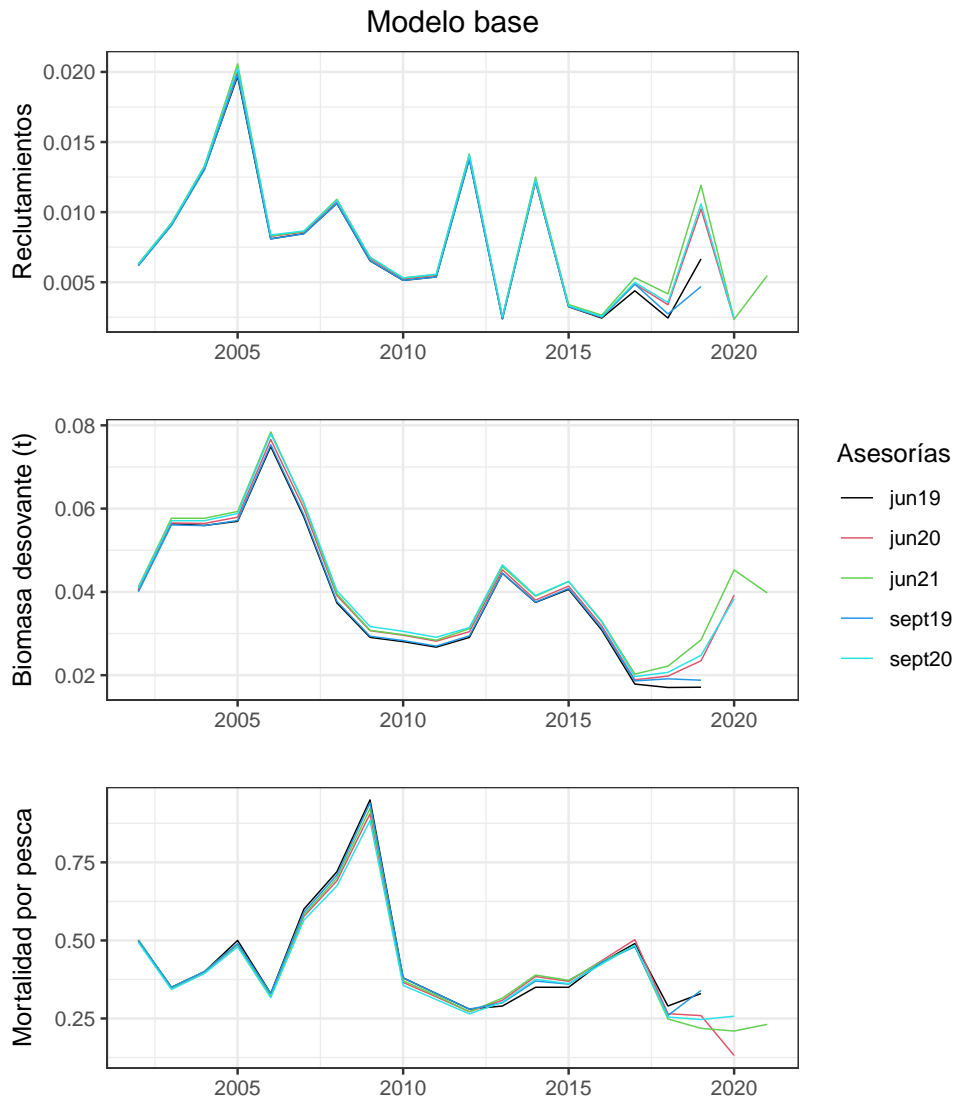 Modelo base
Reclutamientos
0.020
0.015
0.010
0.005
2005 2010 2015 2020
Biomasa desovante (t)
0.08
0.06
0.04
0.02
2005 2010 2015 2020
Asesorías
jun19
jun20
jun21
sept19
sept20
Mortalidad por pesca
0.75
0.50
0.25
2005 2010 2015 2020